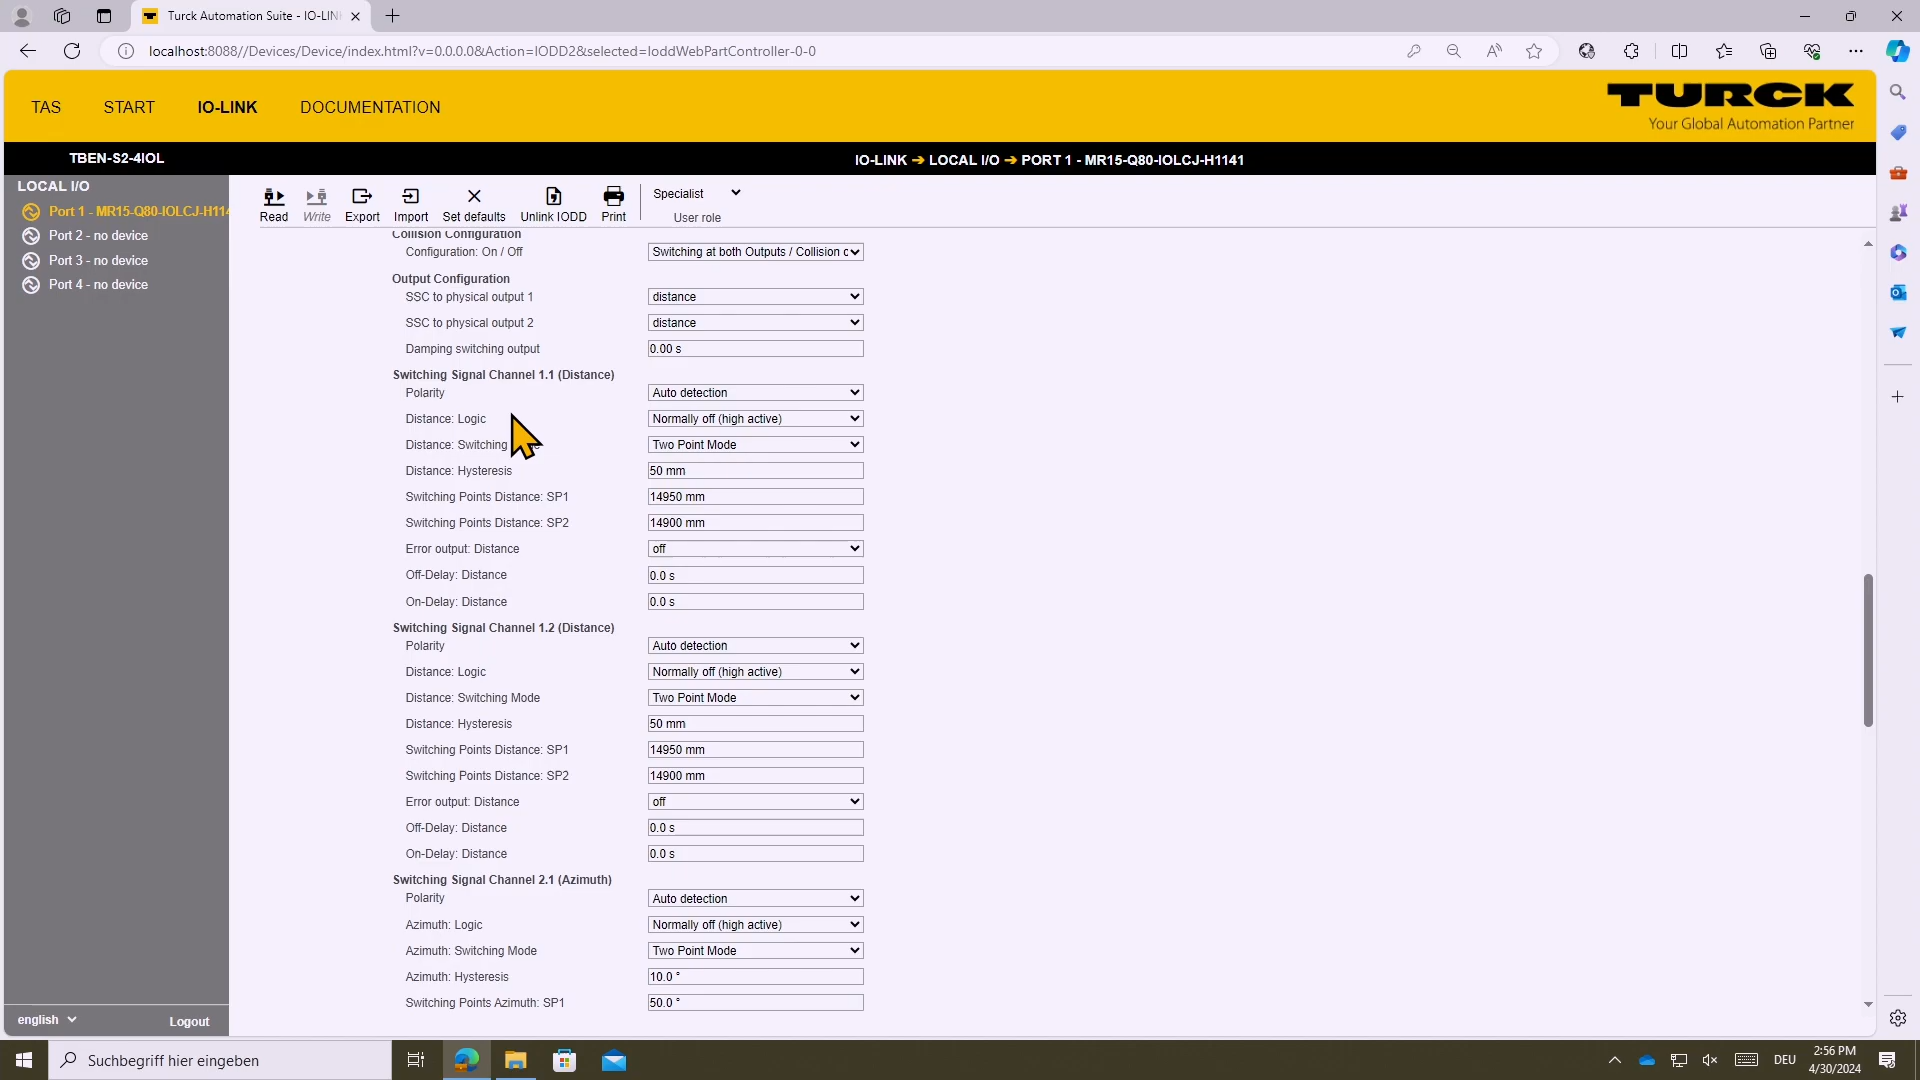 Turck Automation Suite - IO-LIN
localhost:8088//Devices/Device/index.html?v=0.0.0.0&Action=IODD2&selected=IoddWebPartController-0-0
TAS START IO-LINK DOCUMENTATION
TURCK
Your Global Automation Partner
TBEN-S2-4IOL
IO-LINK ➔ LOCAL I/O ➔ PORT 1 - MR15-Q80-IOLCJ-H1141
LOCAL I/O
Port 1 - MR15-Q80-IOLCJ-H114
Port 2 - no device
Port 3 - no device
Port 4 - no device
Read Write Export Import Set defaults Unlink IODD Print
Specialist
User role
Collision Configuration
Configuration: On / Off Switching at both Outputs / Collision c
Output Configuration
SSC to physical output 1 distance
SSC to physical output 2 distance
Damping switching output 0.00 s
Switching Signal Channel 1.1 (Distance)
Polarity Auto detection
Distance: Logic Normally off (high active)
Distance: Switching Two Point Mode
Distance: Hysteresis 50 mm
Switching Points Distance: SP1 14950 mm
Switching Points Distance: SP2 14900 mm
Error output: Distance off
Off-Delay: Distance 0.0 s
On-Delay: Distance 0.0 s
Switching Signal Channel 1.2 (Distance)
Polarity Auto detection
Distance: Logic Normally off (high active)
Distance: Switching Mode Two Point Mode
Distance: Hysteresis 50 mm
Switching Points Distance: SP1 14950 mm
Switching Points Distance: SP2 14900 mm
Error output: Distance off
Off-Delay: Distance 0.0 s
On-Delay: Distance 0.0 s
Switching Signal Channel 2.1 (Azimuth)
Polarity Auto detection
Azimuth: Logic Normally off (high active)
Azimuth: Switching Mode Two Point Mode
Azimuth: Hysteresis 10.0 °
Switching Points Azimuth: SP1 50.0 °
english
Logout
Suchbegriff hier eingeben
DEU
2:56 PM
4/30/2024